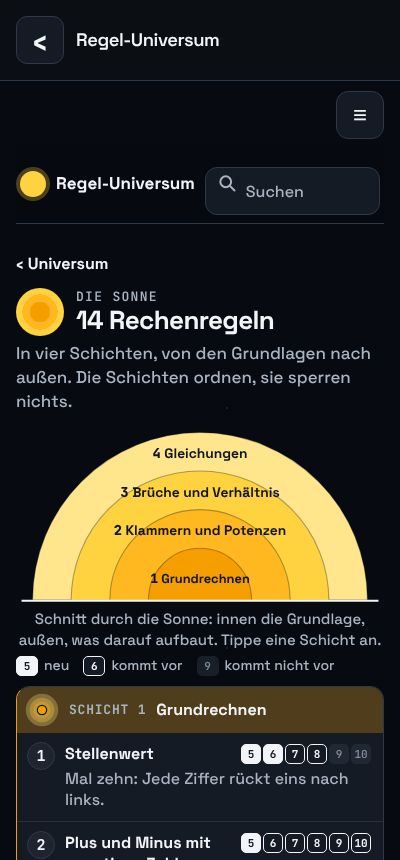 < Regel-Universum
≡
Regel-Universum Suchen
< Universum
DIE SONNE
14 Rechenregeln
In vier Schichten, von den Grundlagen nach
außen. Die Schichten ordnen, sie sperren
nichts.
4 Gleichungen
3 Brüche und Verhältnis
2 Klammern und Potenzen
1 Grundrechnen
Schnitt durch die Sonne: innen die Grundlage,
außen, was darauf aufbaut. Tippe eine Schicht an.
5 neu 6 kommt vor 9 kommt nicht vor
SCHICHT 1 Grundrechnen
1 Stellenwert 5 6 7 8 9 10
Mal zehn: Jede Ziffer rückt eins nach
links.
2 Plus und Minus mit 5 6 7 8 9 10